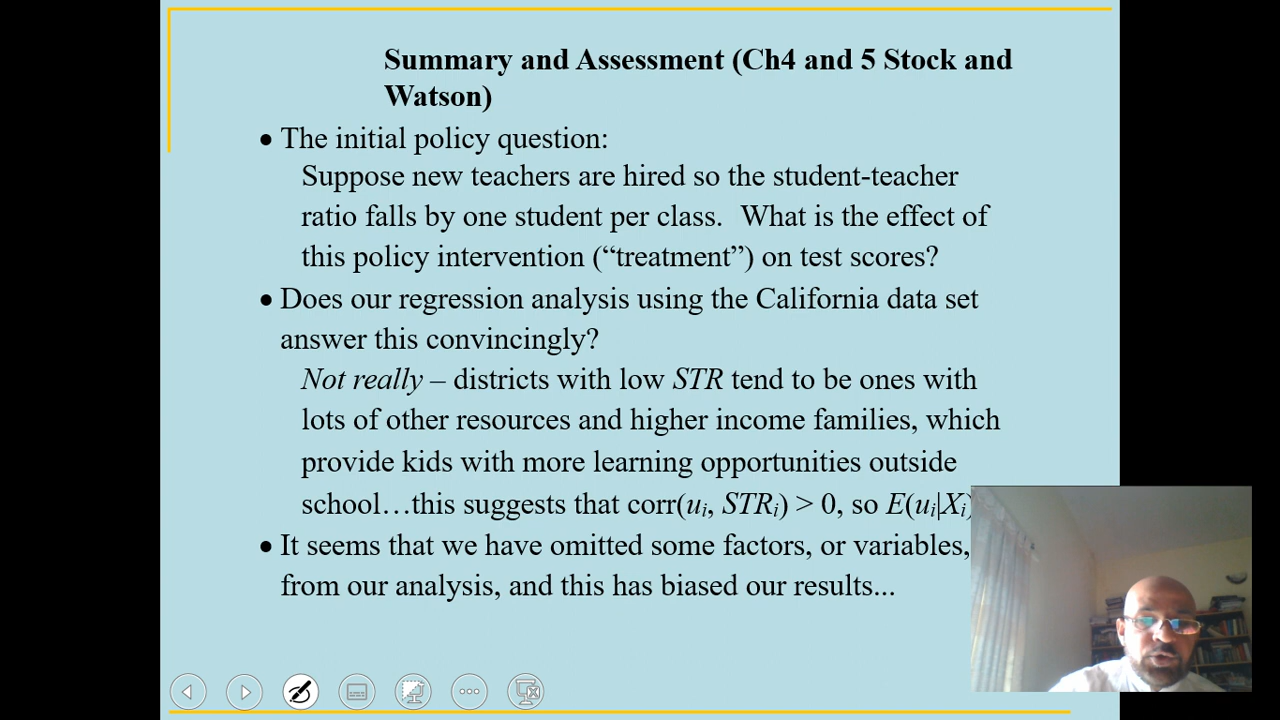 Summary and Assessment (Ch4 and 5 Stock and
Watson)
• The initial policy question:
Suppose new teachers are hired so the student-teacher
ratio falls by one student per class. What is the effect of
this policy intervention (“treatment”) on test scores?
• Does our regression analysis using the California data set
answer this convincingly?
Not really – districts with low STR tend to be ones with
lots of other resources and higher income families, which
provide kids with more learning opportunities outside
school…this suggests that corr(uᵢ, STRᵢ) > 0, so E(uᵢ|Xᵢ)
• It seems that we have omitted some factors, or variables,
from our analysis, and this has biased our results...